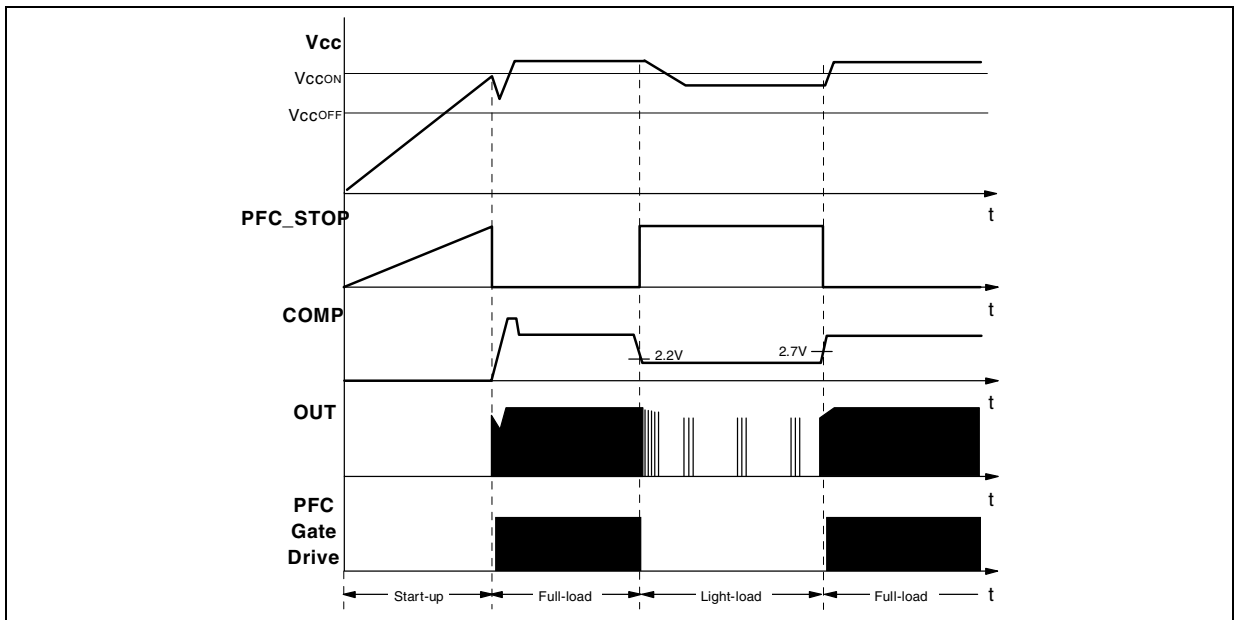 Vcc
VccON
VccOFF
t
PFC_STOP
t
COMP
2.2V
2.7V
t
OUT
t
PFC
Gate
Drive
Start-up
Full-load
Light-load
Full-load
t